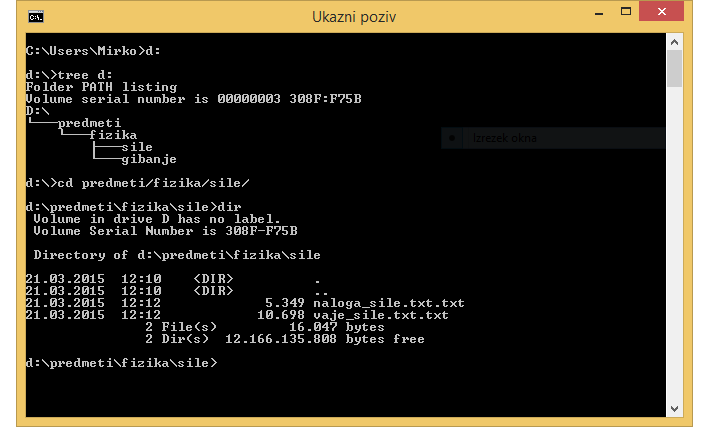 Ukazni poziv
C:\Users\Mirko>d:
d:\>tree d:
Folder PATH listing
Volume serial number is 00000003 308F:F75B
D:\
└───predmeti
    └───fizika
        ├───sile
        └───gibanje
d:\>cd predmeti/fizika/sile/
d:\predmeti\fizika\sile>dir
 Volume in drive D has no label.
 Volume Serial Number is 308F-F75B
 Directory of d:\predmeti\fizika\sile
21.03.2015  12:10    <DIR>          .
21.03.2015  12:10    <DIR>          ..
21.03.2015  12:12             5.349 naloga_sile.txt.txt
21.03.2015  12:12            10.698 vaje_sile.txt.txt
               2 File(s)         16.047 bytes
               2 Dir(s)  12.166.135.808 bytes free
d:\predmeti\fizika\sile>
Izrezek okna